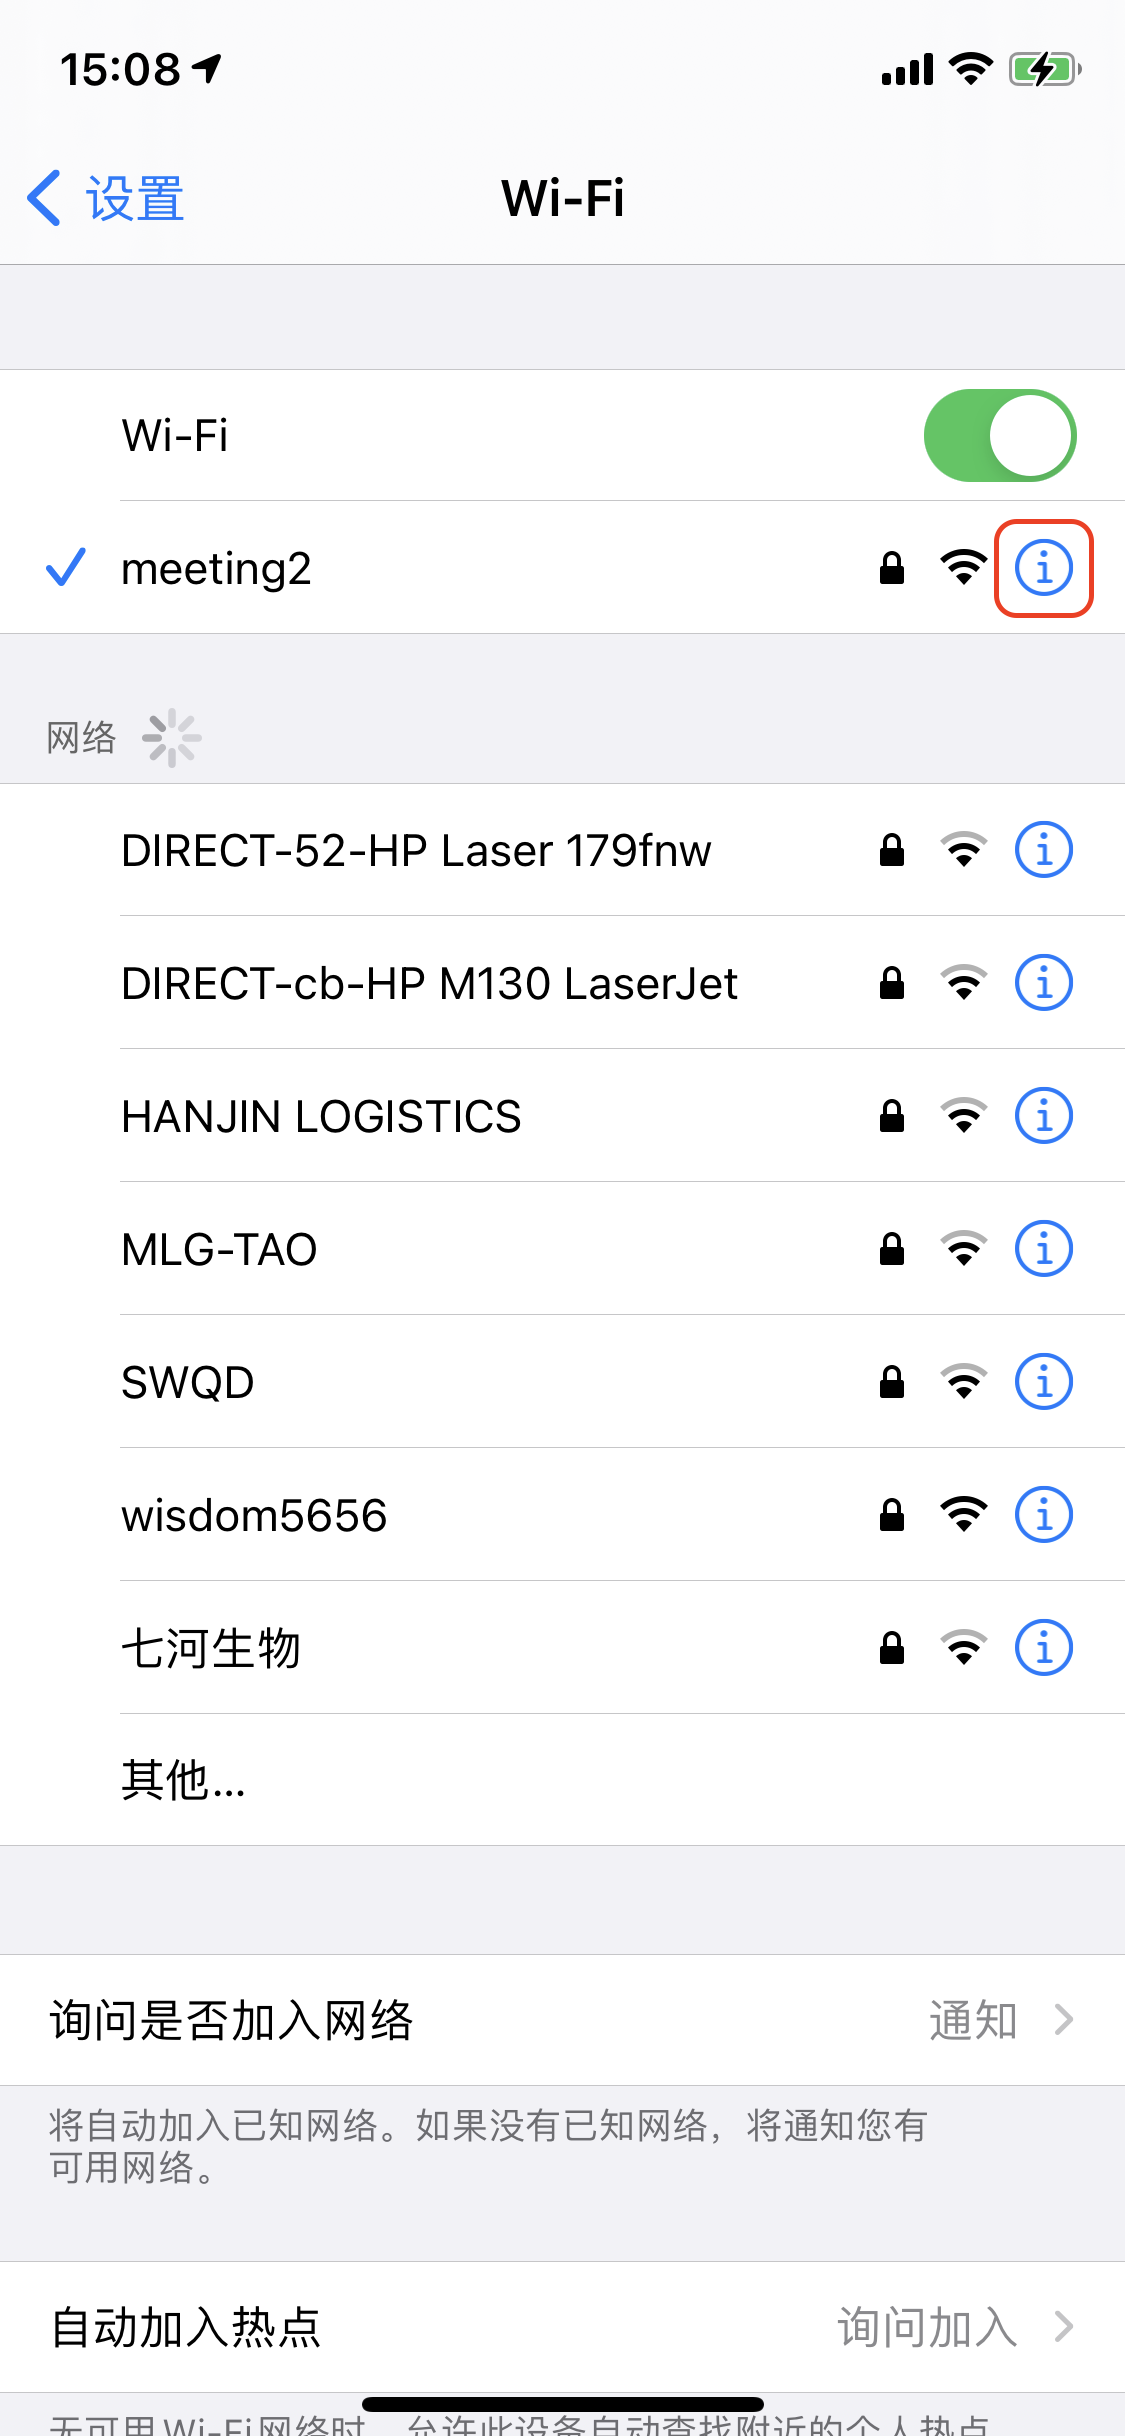 15:08
设置
Wi-Fi
Wi-Fi
meeting2
网络
DIRECT-52-HP Laser 179fnw
DIRECT-cb-HP M130 LaserJet
HANJIN LOGISTICS
MLG-TAO
SWQD
wisdom5656
七河生物
其他...
询问是否加入网络 通知
将自动加入已知网络。如果没有已知网络，将通知您有
可用网络。
自动加入热点 询问加入
无可用 Wi-Fi 网络时，允许此设备自动查找附近的个人热点